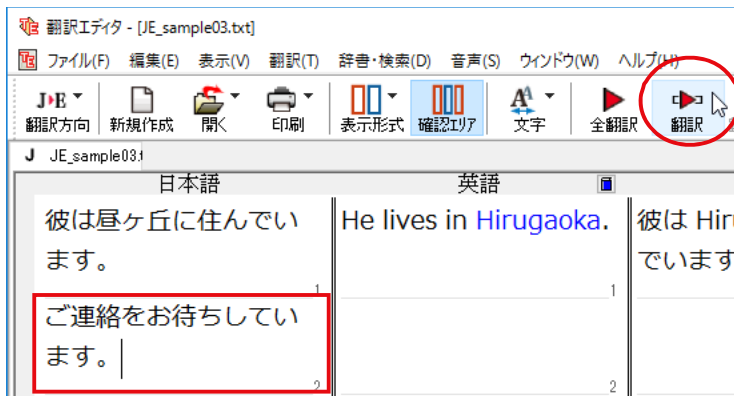 翻訳エディタ - [JE_sample03.txt]
ファイル(F) 編集(E) 表示(V) 翻訳(T) 辞書・検索(D) 音声(S) ウィンドウ(W) ヘルプ(H)
J▸E
翻訳方向 新規作成 開く 印刷 表示形式 確認エリア 文字 全翻訳 翻訳
J JE_sample03.t
日本語 英語
彼は昼ヶ丘に住んでい He lives in Hirugaoka. 彼は Hiru
ます。 でいます
1 1
ご連絡をお待ちしてい
ます。
2 2